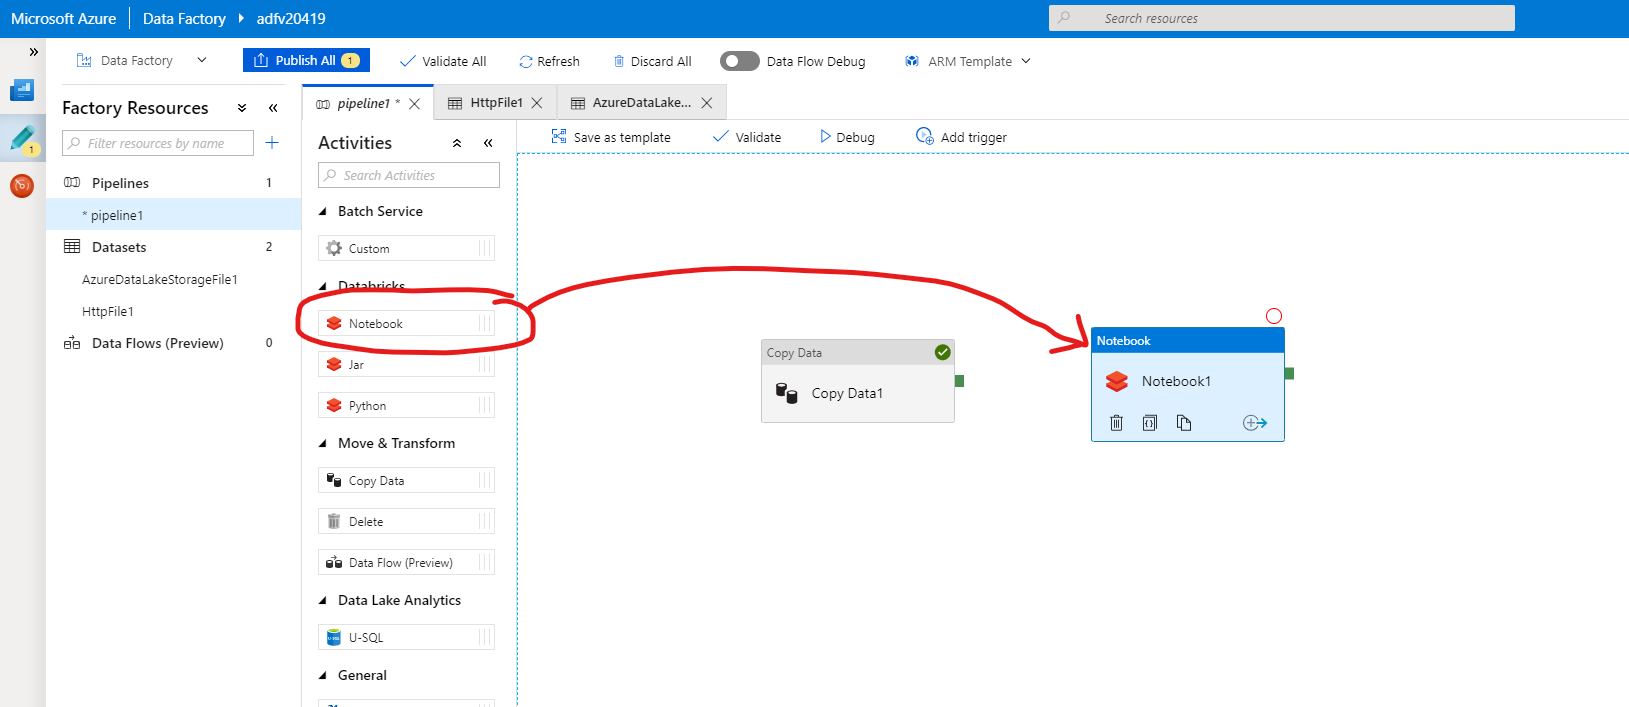 Microsoft Azure Data Factory adfv20419 Search resources
Data Factory Publish All 1 Validate All Refresh Discard All Data Flow Debug ARM Template
Factory Resources
Filter resources by name
1
Pipelines 1
* pipeline1
Datasets 2
AzureDataLakeStorageFile1
HttpFile1
Data Flows (Preview) 0
pipeline1 * HttpFile1 AzureDataLake...
Activities
Search Activities
Batch Service
Custom
Databricks
Notebook
Jar
Python
Move & Transform
Copy Data
Delete
Data Flow (Preview)
Data Lake Analytics
U-SQL
General
Save as template Validate Debug Add trigger
Copy Data
Copy Data1
Notebook
Notebook1